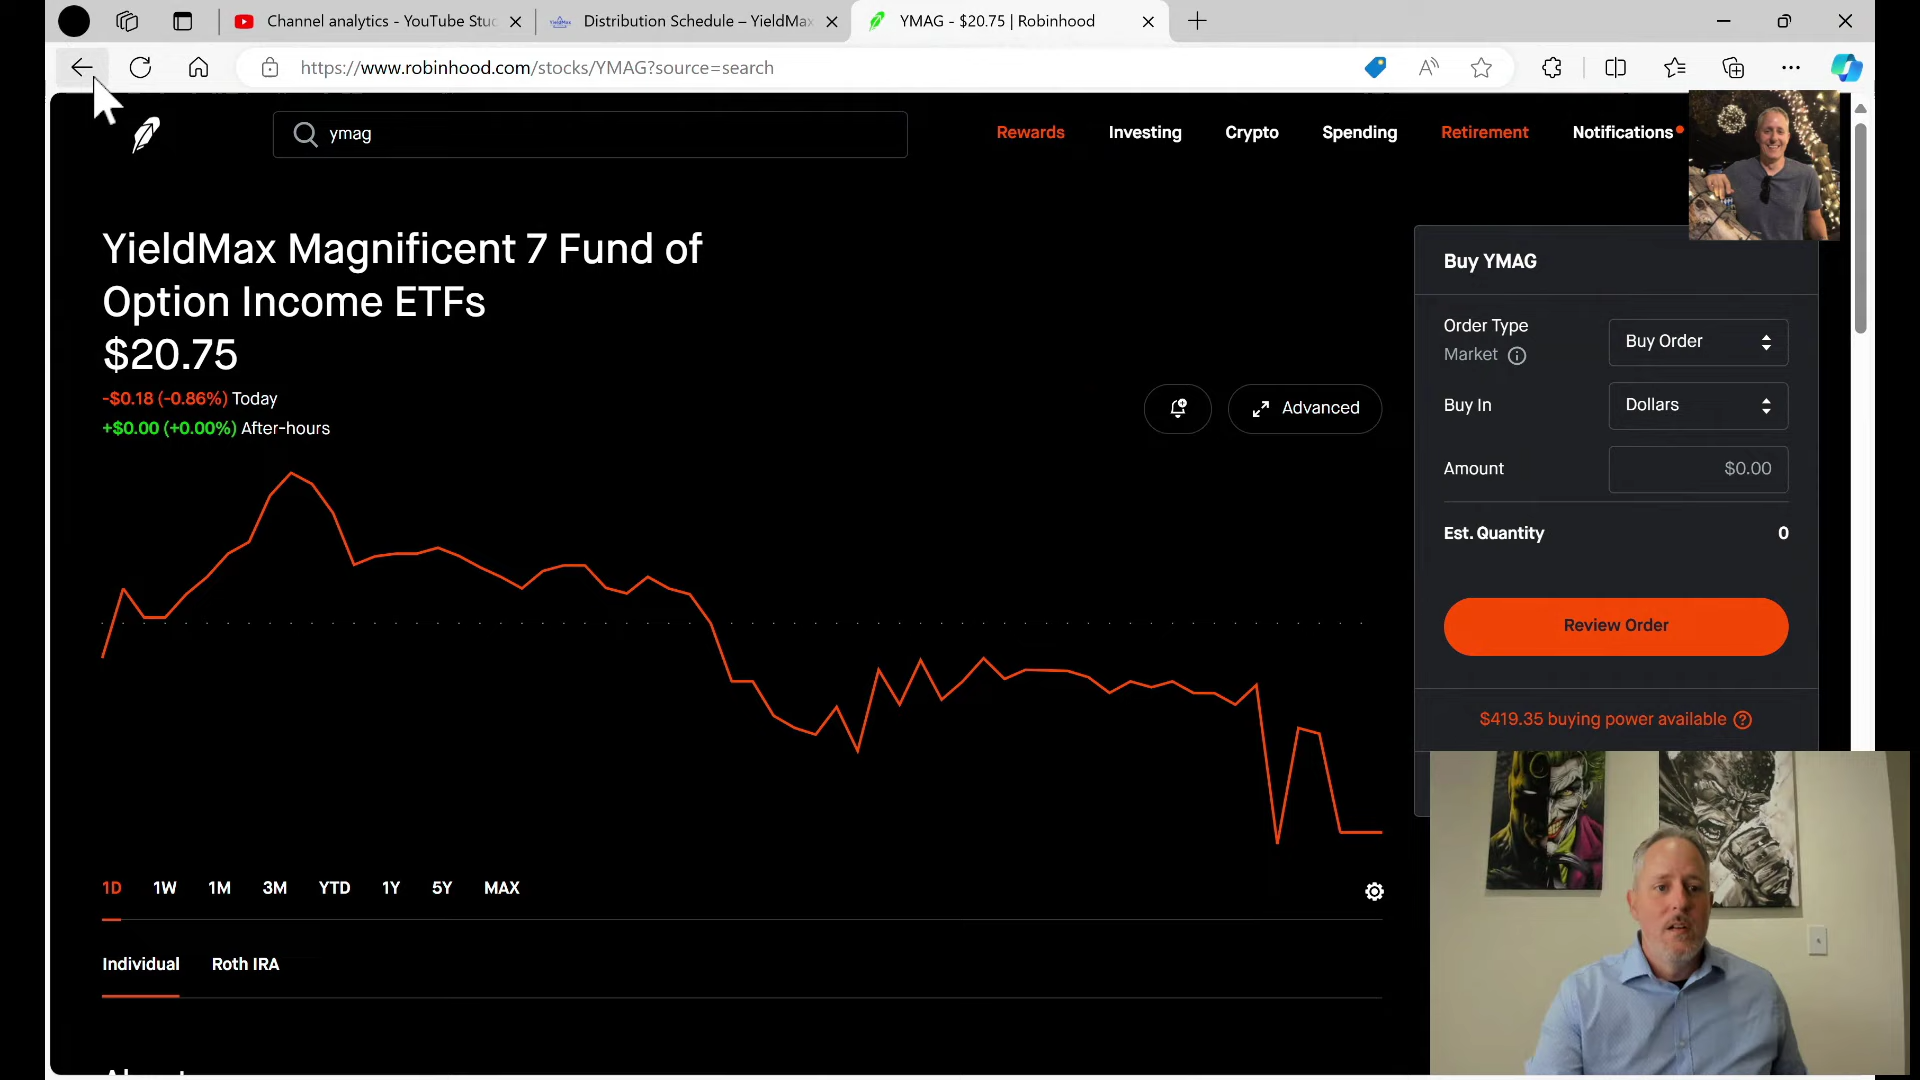 Channel analytics - YouTube Stu
Distribution Schedule – YieldMax
YMAG - $20.75 | Robinhood
https://www.robinhood.com/stocks/YMAG?source=search
ymag
Rewards
Investing
Crypto
Spending
Retirement
Notifications
YieldMax Magnificent 7 Fund of
Option Income ETFs
$20.75
-$0.18 (-0.86%) Today
+$0.00 (+0.00%) After-hours
Advanced
1D 1W 1M 3M YTD 1Y 5Y MAX
Individual Roth IRA
Buy YMAG
Order Type
Market
Buy Order
Buy In
Dollars
Amount
$0.00
Est. Quantity
0
Review Order
$419.35 buying power available